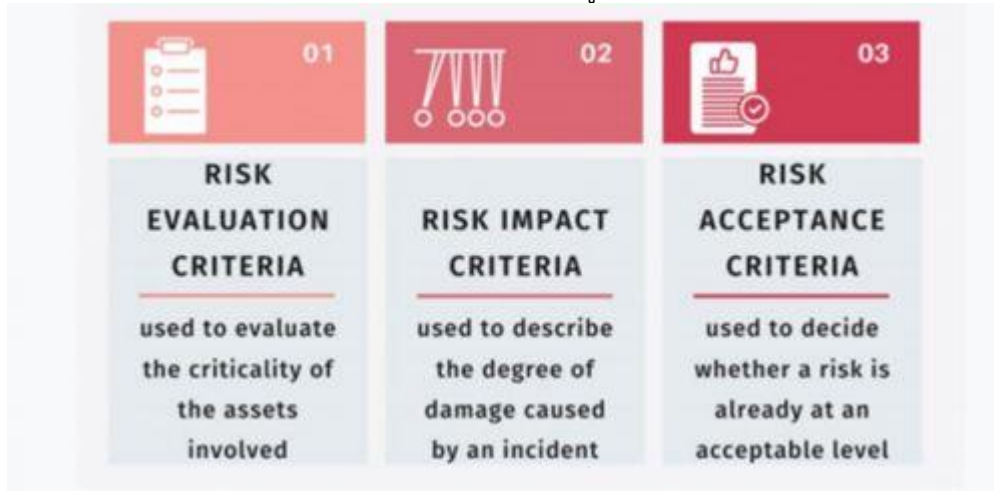 01
RISK
EVALUATION
CRITERIA
used to evaluate
the criticality of
the assets
involved
02
RISK IMPACT
CRITERIA
used to describe
the degree of
damage caused
by an incident
03
RISK
ACCEPTANCE
CRITERIA
used to decide
whether a risk is
already at an
acceptable level